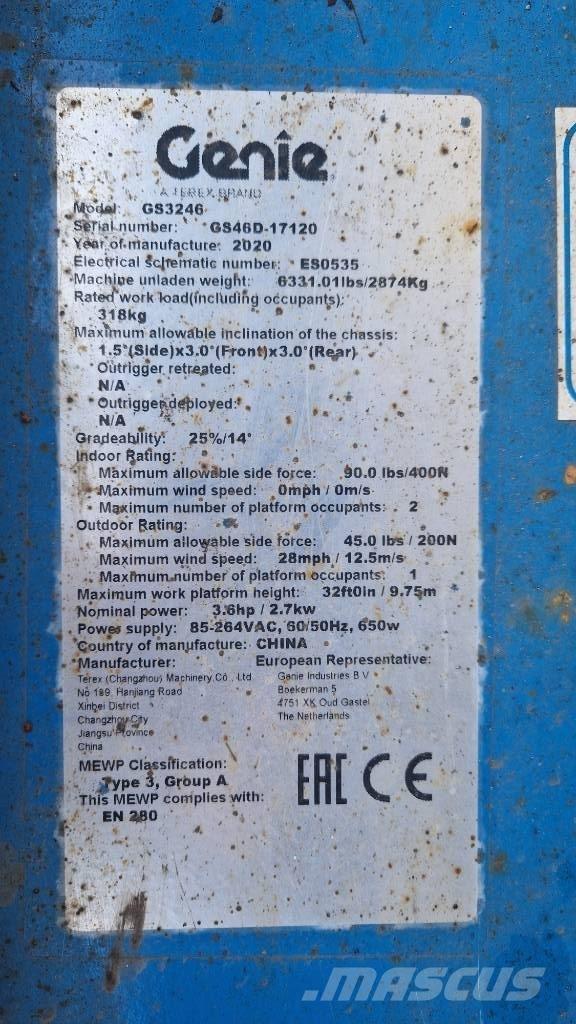 Genie
A TEREX BRAND
Model: GS3246
Serial number: GS46D-17120
Year of manufacture: 2020
Electrical schematic number: ES0535
Machine unladen weight: 6331.01lbs/2874Kg
Rated work load(including occupants):
318kg
Maximum allowable inclination of the chassis:
1.5°(Side)x3.0°(Front)x3.0°(Rear)
Outrigger retreated:
N/A
Outrigger deployed:
N/A
Gradeability: 25%/14°
Indoor Rating:
Maximum allowable side force: 90.0 lbs/400N
Maximum wind speed: 0mph / 0m/s
Maximum number of platform occupants: 2
Outdoor Rating:
Maximum allowable side force: 45.0 lbs / 200N
Maximum wind speed: 28mph / 12.5m/s
Maximum number of platform occupants: 1
Maximum work platform height: 32ft0in / 9.75m
Nominal power: 3.6hp / 2.7kw
Power supply: 85-264VAC, 60/50Hz, 650w
Country of manufacture: CHINA
Manufacturer: European Representative:
Terex (Changzhou) Machinery Co., Ltd Genie Industries B V
No 189, Hanjiang Road Boekerman 5
Xinbei District 4751 XK Oud Gastel
Changzhou City The Netherlands
Jiangsu Province
China
MEWP Classification:
Type 3, Group A
This MEWP complies with:
EN 280
EAC CE
MASCUS